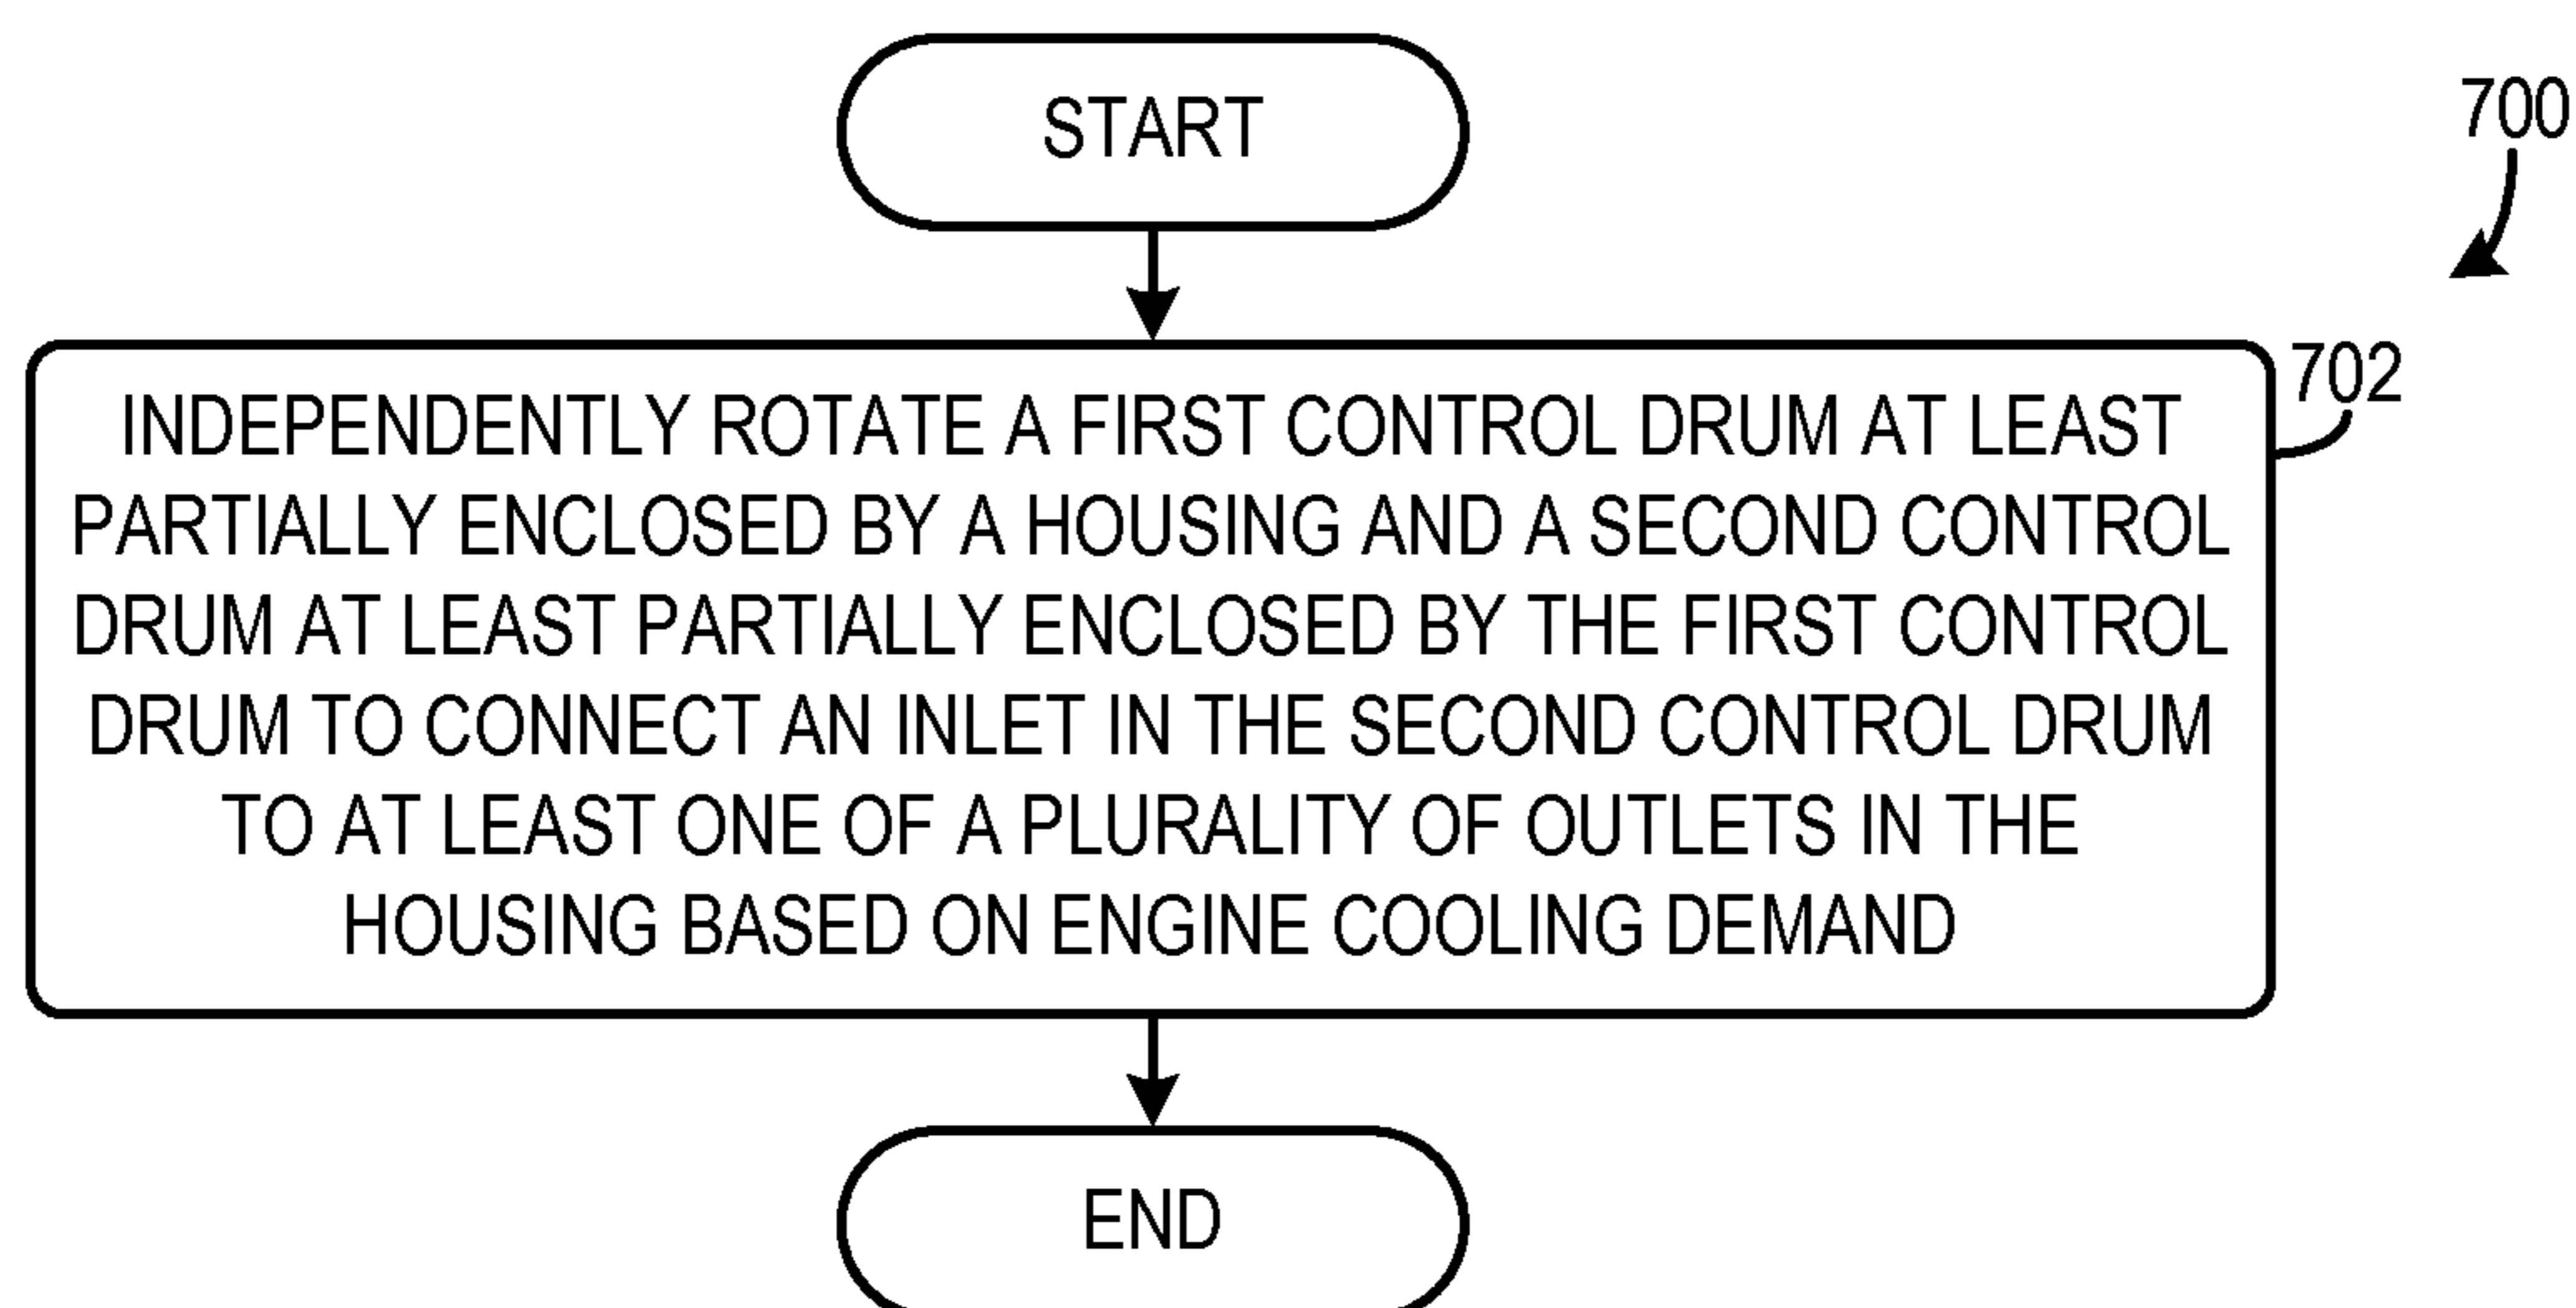 START
700
702
INDEPENDENTLY ROTATE A FIRST CONTROL DRUM AT LEAST
PARTIALLY ENCLOSED BY A HOUSING AND A SECOND CONTROL
DRUM AT LEAST PARTIALLY ENCLOSED BY THE FIRST CONTROL
DRUM TO CONNECT AN INLET IN THE SECOND CONTROL DRUM
TO AT LEAST ONE OF A PLURALITY OF OUTLETS IN THE
HOUSING BASED ON ENGINE COOLING DEMAND
END